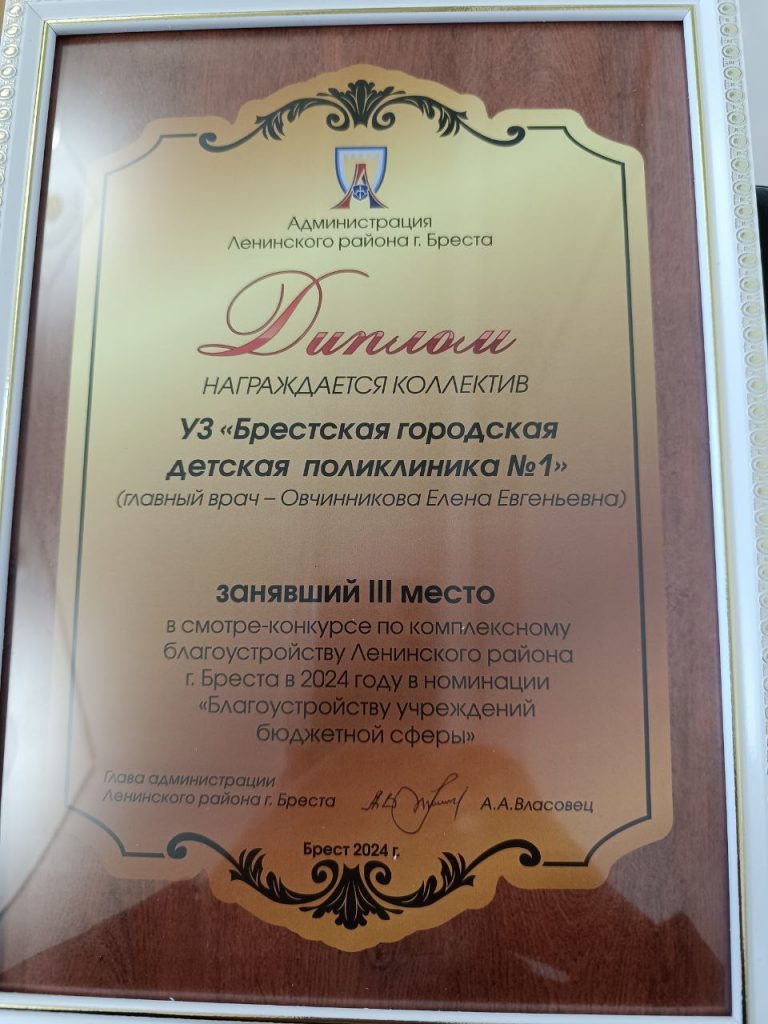 Администрация
Ленинского района г. Бреста
Диплом
НАГРАЖДАЕТСЯ КОЛЛЕКТИВ
УЗ «Брестская городская
детская поликлиника №1»
(главный врач – Овчинникова Елена Евгеньевна)
занявший III место
в смотре-конкурсе по комплексному
благоустройству Ленинского района
г. Бреста в 2024 году в номинации
«Благоустройству учреждений
бюджетной сферы»
Глава администрации
Ленинского района г. Бреста
А.А.Власовец
Брест 2024 г.